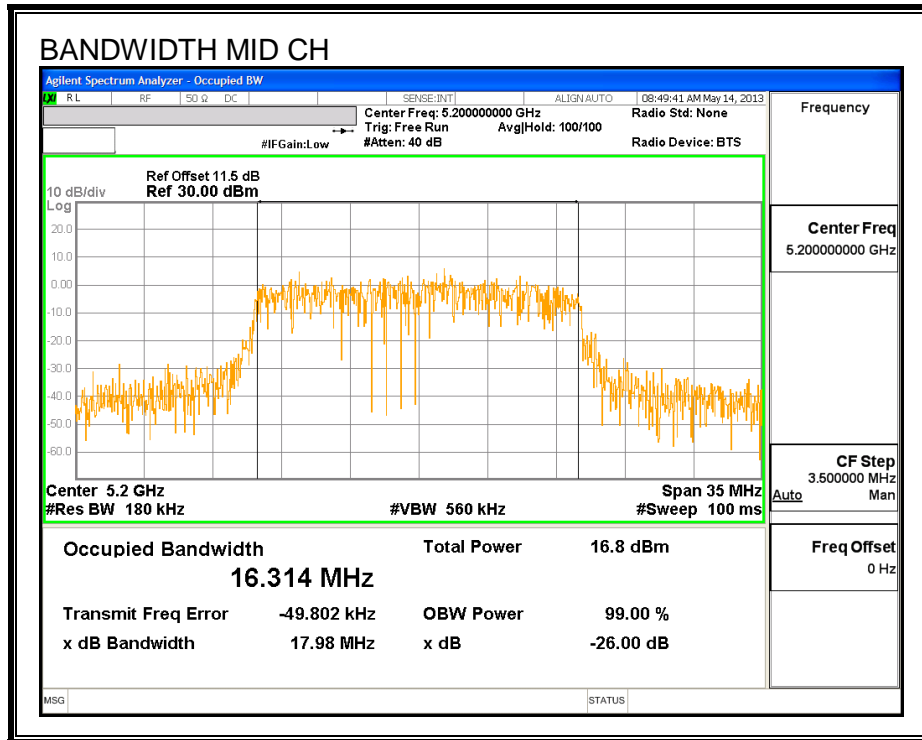 BANDWIDTH MID CH
Agilent Spectrum Analyzer - Occupied BW
LXI RL RF 50 Ω DC SENSE:INT ALIGN AUTO 08:49:41 AM May 14, 2013
Center Freq: 5.200000000 GHz Radio Std: None
Trig: Free Run Avg|Hold: 100/100
#IFGain:Low #Atten: 40 dB Radio Device: BTS
Ref Offset 11.5 dB
10 dB/div Ref 30.00 dBm
Log
20.0
10.0
0.00
-10.0
-20.0
-30.0
-40.0
-50.0
-60.0
Center 5.2 GHz Span 35 MHz
#Res BW 180 kHz #VBW 560 kHz #Sweep 100 ms
Occupied Bandwidth Total Power 16.8 dBm
16.314 MHz
Transmit Freq Error -49.802 kHz OBW Power 99.00 %
x dB Bandwidth 17.98 MHz x dB -26.00 dB
MSG STATUS
Frequency
Center Freq
5.200000000 GHz
CF Step
3.500000 MHz
Auto Man
Freq Offset
0 Hz